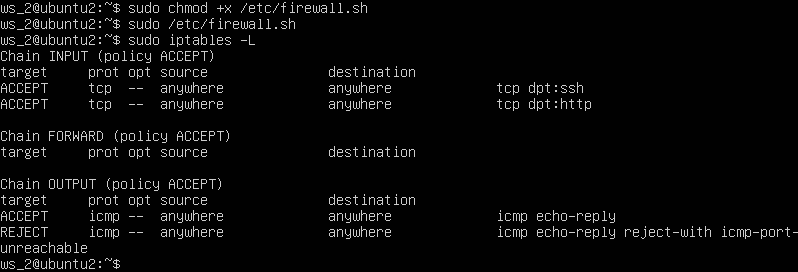 ws_2@ubuntu2:~$ sudo chmod +x /etc/firewall.sh
ws_2@ubuntu2:~$ sudo /etc/firewall.sh
ws_2@ubuntu2:~$ sudo iptables -L
Chain INPUT (policy ACCEPT)
target     prot opt source               destination
ACCEPT     tcp  --  anywhere             anywhere             tcp dpt:ssh
ACCEPT     tcp  --  anywhere             anywhere             tcp dpt:http

Chain FORWARD (policy ACCEPT)
target     prot opt source               destination

Chain OUTPUT (policy ACCEPT)
target     prot opt source               destination
ACCEPT     icmp --  anywhere             anywhere             icmp echo-reply
REJECT     icmp --  anywhere             anywhere             icmp echo-reply reject-with icmp-port-
unreachable
ws_2@ubuntu2:~$